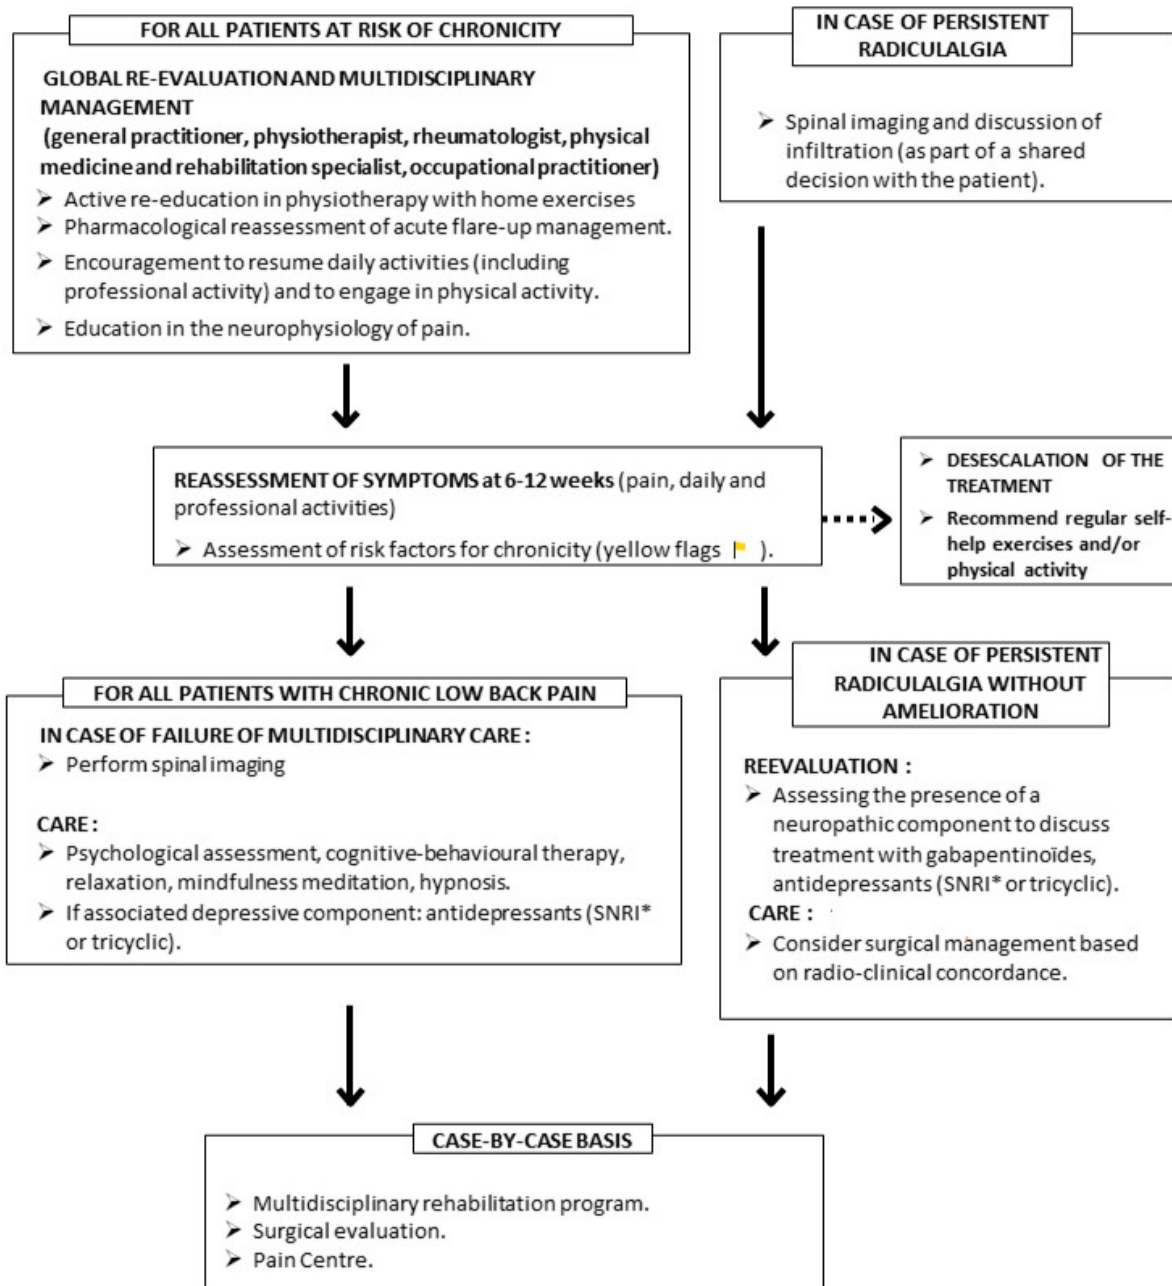 FOR ALL PATIENTS AT RISK OF CHRONICITY
GLOBAL RE-EVALUATION AND MULTIDISCIPLINARY
MANAGEMENT
(general practitioner, physiotherapist, rheumatologist, physical
medicine and rehabilitation specialist, occupational practitioner)
➢ Active re-education in physiotherapy with home exercises
➢ Pharmacological reassessment of acute flare-up management.
➢ Encouragement to resume daily activities (including
professional activity) and to engage in physical activity.
➢ Education in the neurophysiology of pain.
IN CASE OF PERSISTENT
RADICULALGIA
➢ Spinal imaging and discussion of
infiltration (as part of a shared
decision with the patient).
REASSESSMENT OF SYMPTOMS at 6-12 weeks (pain, daily and
professional activities)
➢ Assessment of risk factors for chronicity (yellow flags ).
➢ DESESCALATION OF THE
TREATMENT
➢ Recommend regular self-
help exercises and/or
physical activity
FOR ALL PATIENTS WITH CHRONIC LOW BACK PAIN
IN CASE OF FAILURE OF MULTIDISCIPLINARY CARE :
➢ Perform spinal imaging
CARE :
➢ Psychological assessment, cognitive-behavioural therapy,
relaxation, mindfulness meditation, hypnosis.
➢ If associated depressive component: antidepressants (SNRI*
or tricyclic).
IN CASE OF PERSISTENT
RADICULALGIA WITHOUT
AMELIORATION
REEVALUATION :
➢ Assessing the presence of a
neuropathic component to discuss
treatment with gabapentinoïdes,
antidepressants (SNRI* or tricyclic).
CARE :
➢ Consider surgical management based
on radio-clinical concordance.
CASE-BY-CASE BASIS
➢ Multidisciplinary rehabilitation program.
➢ Surgical evaluation.
➢ Pain Centre.